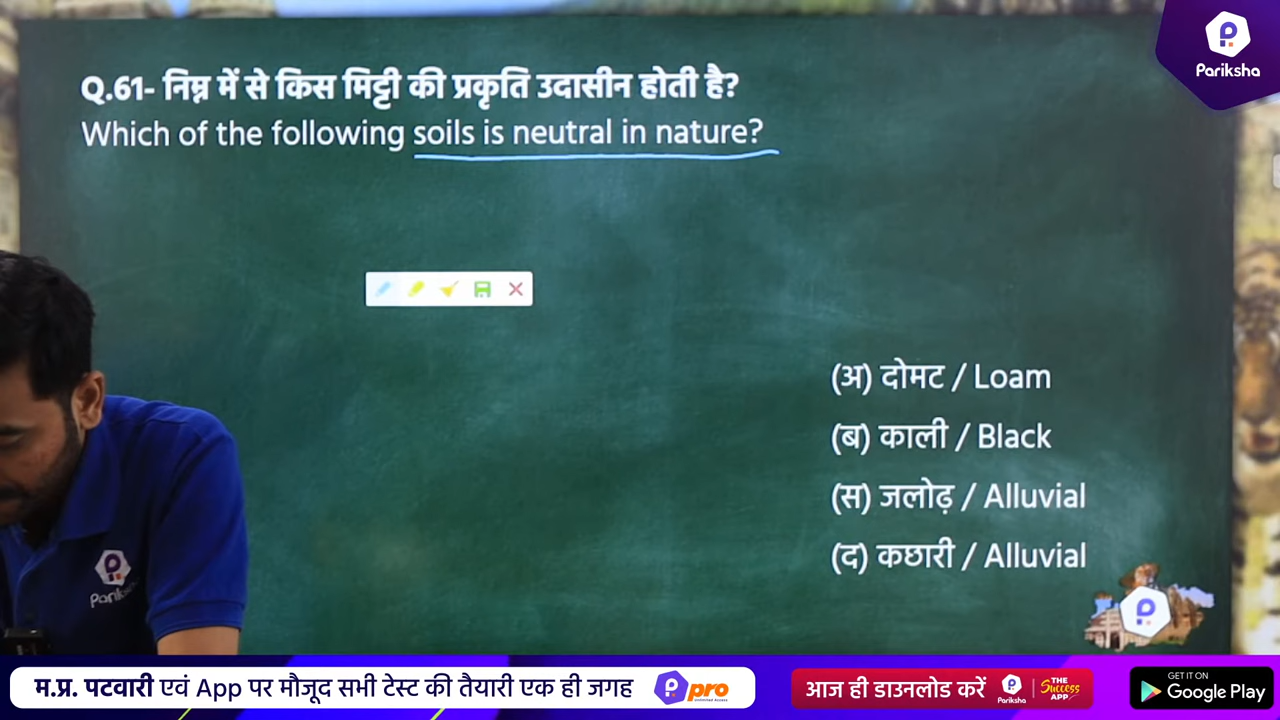 Pariksha
Q.61- निम्न में से किस मिट्टी की प्रकृति उदासीन होती है?
Which of the following soils is neutral in nature?
(अ) दोमट / Loam
(ब) काली / Black
(स) जलोढ़ / Alluvial
(द) कछारी / Alluvial
म.प्र. पटवारी एवं App पर मौजूद सभी टेस्ट की तैयारी एक ही जगह
pro
आज ही डाउनलोड करें
Pariksha
THE
Success
APP
GET IT ON
Google Play